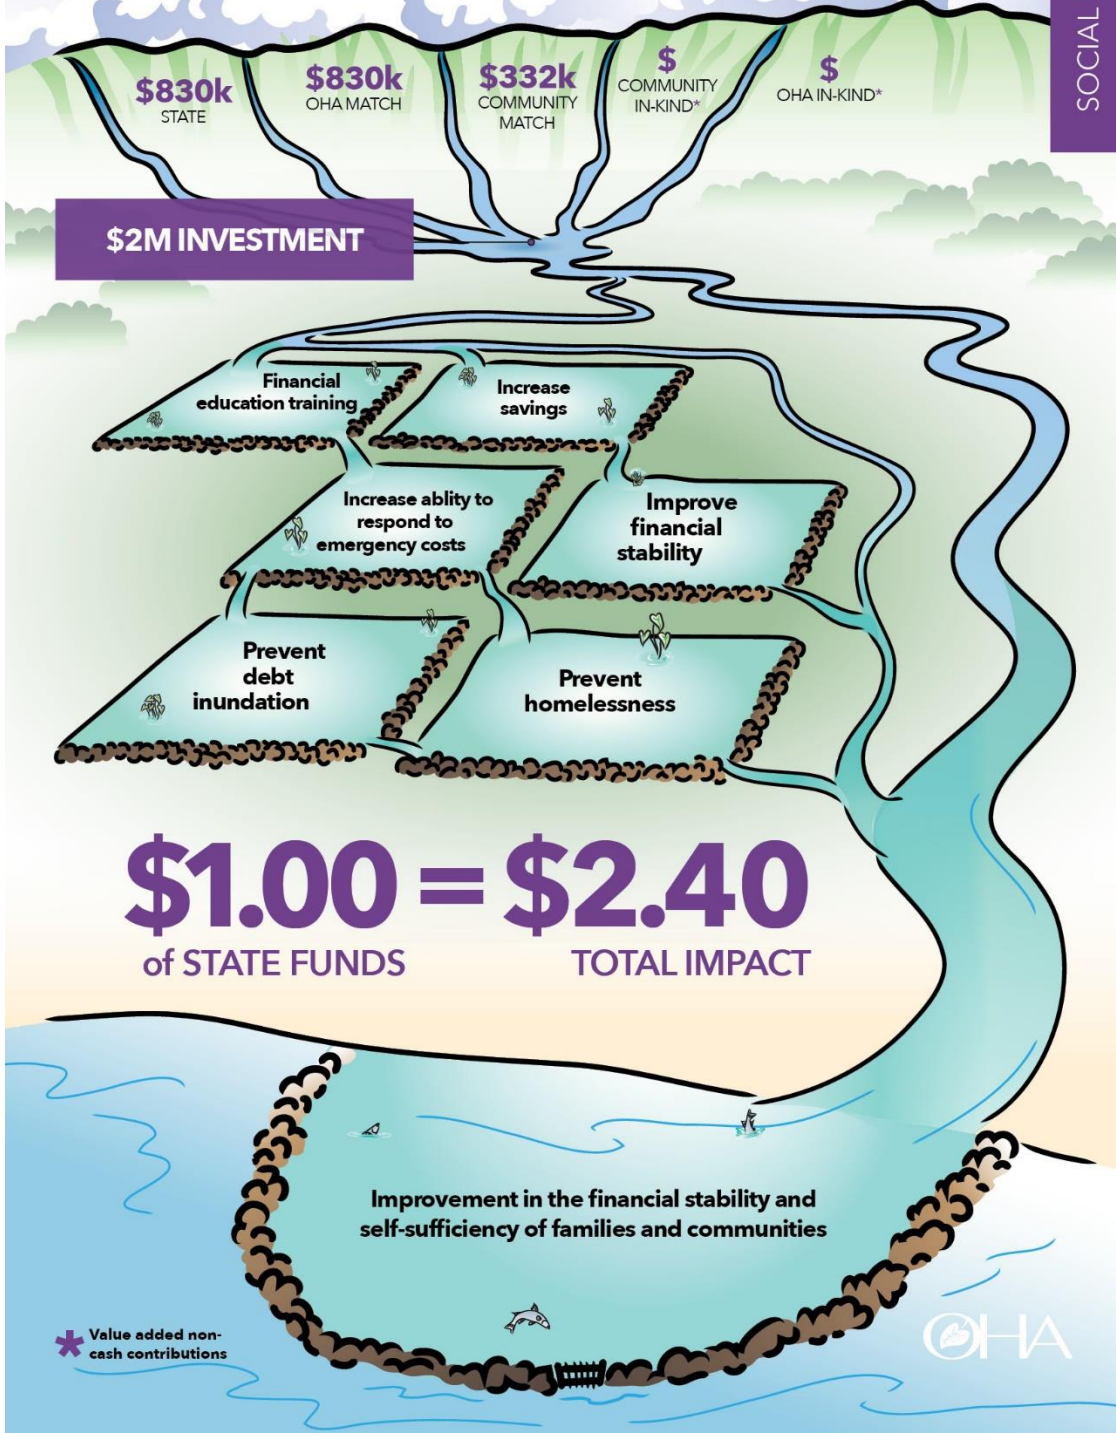 SOCIAL
$830k
STATE
$830k
OHA MATCH
$332k
COMMUNITY
MATCH
$
COMMUNITY
IN-KIND*
$
OHA IN-KIND*
$2M INVESTMENT
Financial
education training
Increase
savings
Increase ablity to
respond to
emergency costs
Improve
financial
stability
Prevent
debt
inundation
Prevent
homelessness
$1.00 = $2.40
of STATE FUNDS TOTAL IMPACT
Improvement in the financial stability and
self-sufficiency of families and communities
* Value added non-
cash contributions
OHA